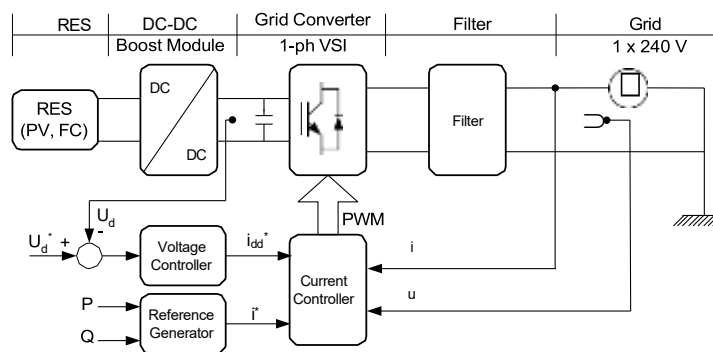 RES
DC-DC
Boost Module
Grid Converter
1-ph VSI
Filter
Grid
1 x 240 V
RES
(PV, FC)
DC
DC
Filter
U_d
PWM
U_d^* +
-
Voltage
Controller
i_dd^*
Current
Controller
i
u
P
Q
Reference
Generator
i^*